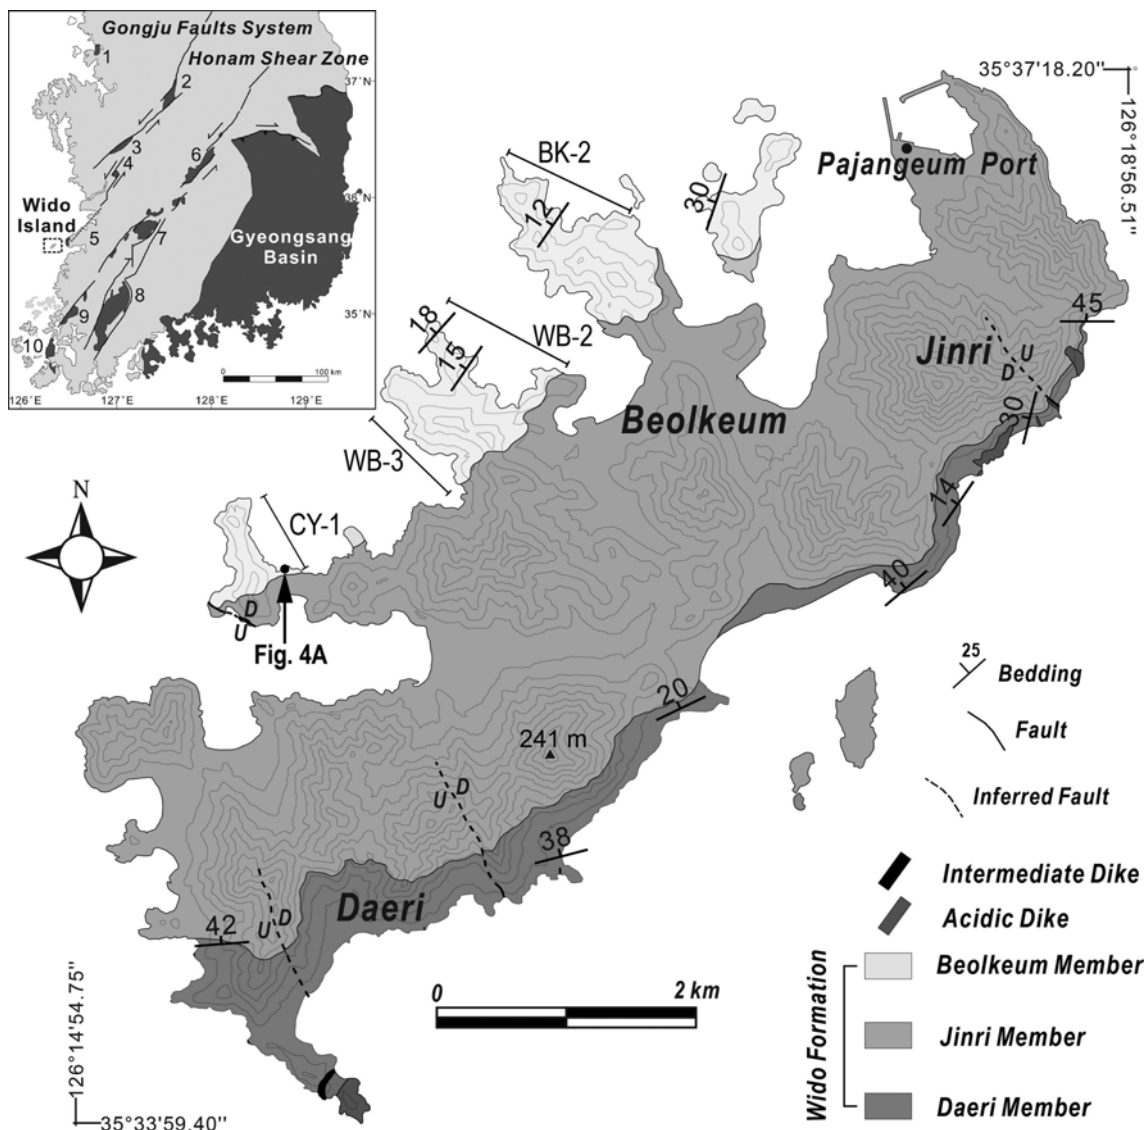 Gongju Faults System
Honam Shear Zone
1
2
3
4
5
6
7
8
9
10
37°N
36°N
35°N
Wido
Island
Gyeongsang
Basin
0
100 km
126°E
127°E
128°E
129°E
35°37'18.20''
126°18'56.51''
Pajangeum Port
BK-2
12
30
WB-2
18
15
WB-3
CY-1
Beolkeum
Jinri
U
D
45
30
14
40
D
U
Fig. 4A
N
20
241 m
U
D
38
Daeri
U
D
42
0
2 km
126°14'54.75''
35°33'59.40''
25
Bedding
Fault
Inferred Fault
Intermediate Dike
Acidic Dike
Wido Formation
Beolkeum Member
Jinri Member
Daeri Member